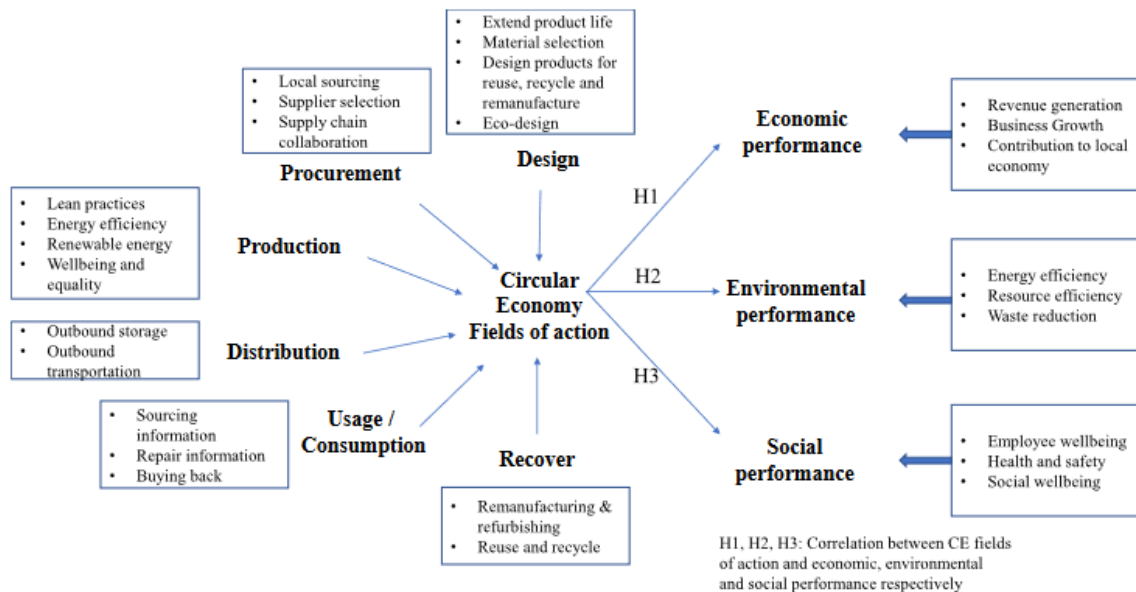 • Extend product life
• Material selection
• Design products for
reuse, recycle and
remanufacture
• Eco-design
Design
• Local sourcing
• Supplier selection
• Supply chain
collaboration
Procurement
• Lean practices
• Energy efficiency
• Renewable energy
• Wellbeing and
equality
Production
• Outbound storage
• Outbound
transportation
Distribution
• Sourcing
information
• Repair information
• Buying back
Usage /
Consumption
Recover
• Remanufacturing &
refurbishing
• Reuse and recycle
Circular
Economy
Fields of action
H1
H2
H3
Economic
performance
• Revenue generation
• Business Growth
• Contribution to local
economy
Environmental
performance
• Energy efficiency
• Resource efficiency
• Waste reduction
Social
performance
• Employee wellbeing
• Health and safety
• Social wellbeing
H1, H2, H3: Correlation between CE fields
of action and economic, environmental
and social performance respectively